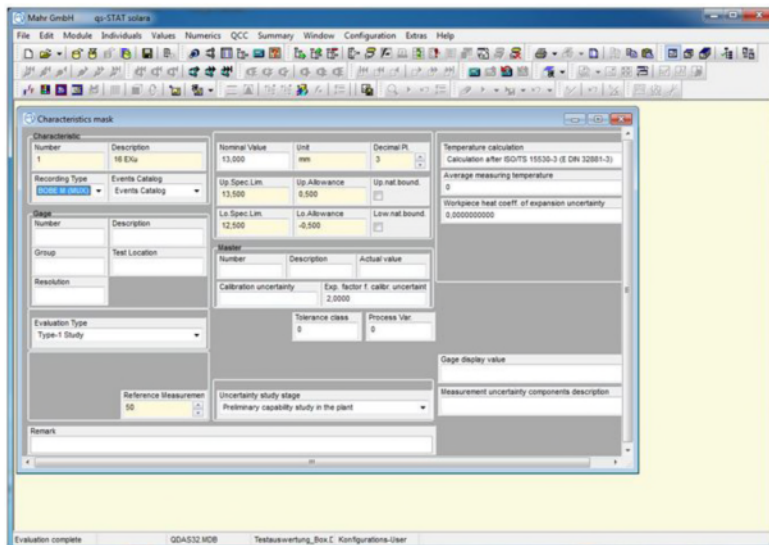 Mahr GmbH qs-STAT solara
File Edit Module Individuals Values Numerics QCC Summary Window Configuration Extras Help
Characteristics mask
Characteristic
Number Description
1 16 EXu
Recording Type Events Catalog
BOBE M (MUX) Events Catalog
Gage
Number Description
Group Test Location
Resolution
Evaluation Type
Type-1 Study
Reference Measuremen
50
Nominal Value Unit Decimal Pl.
13,000 mm 3
Up.Spec.Lim. Up.Allowance Up.nat.bound.
13,500 0,500
Lo.Spec.Lim. Lo.Allowance Low.nat.bound.
12,500 -0,500
Master
Number Description Actual value
Calibration uncertainty Exp. factor f. calibr. uncertaint
2,0000
Tolerance class Process Var.
0 0
Uncertainty study stage
Preliminary capability study in the plant
Temperature calculation
Calculation after ISO/TS 15530-3 (E DIN 32881-3)
Average measuring temperature
0
Workpiece heat coeff. of expansion uncertainty
0,0000000000
Gage display value
Measurement uncertainty components description
Remark
Evaluation complete QDAS32.MDB Testauswertung_Box.D Konfigurations-User